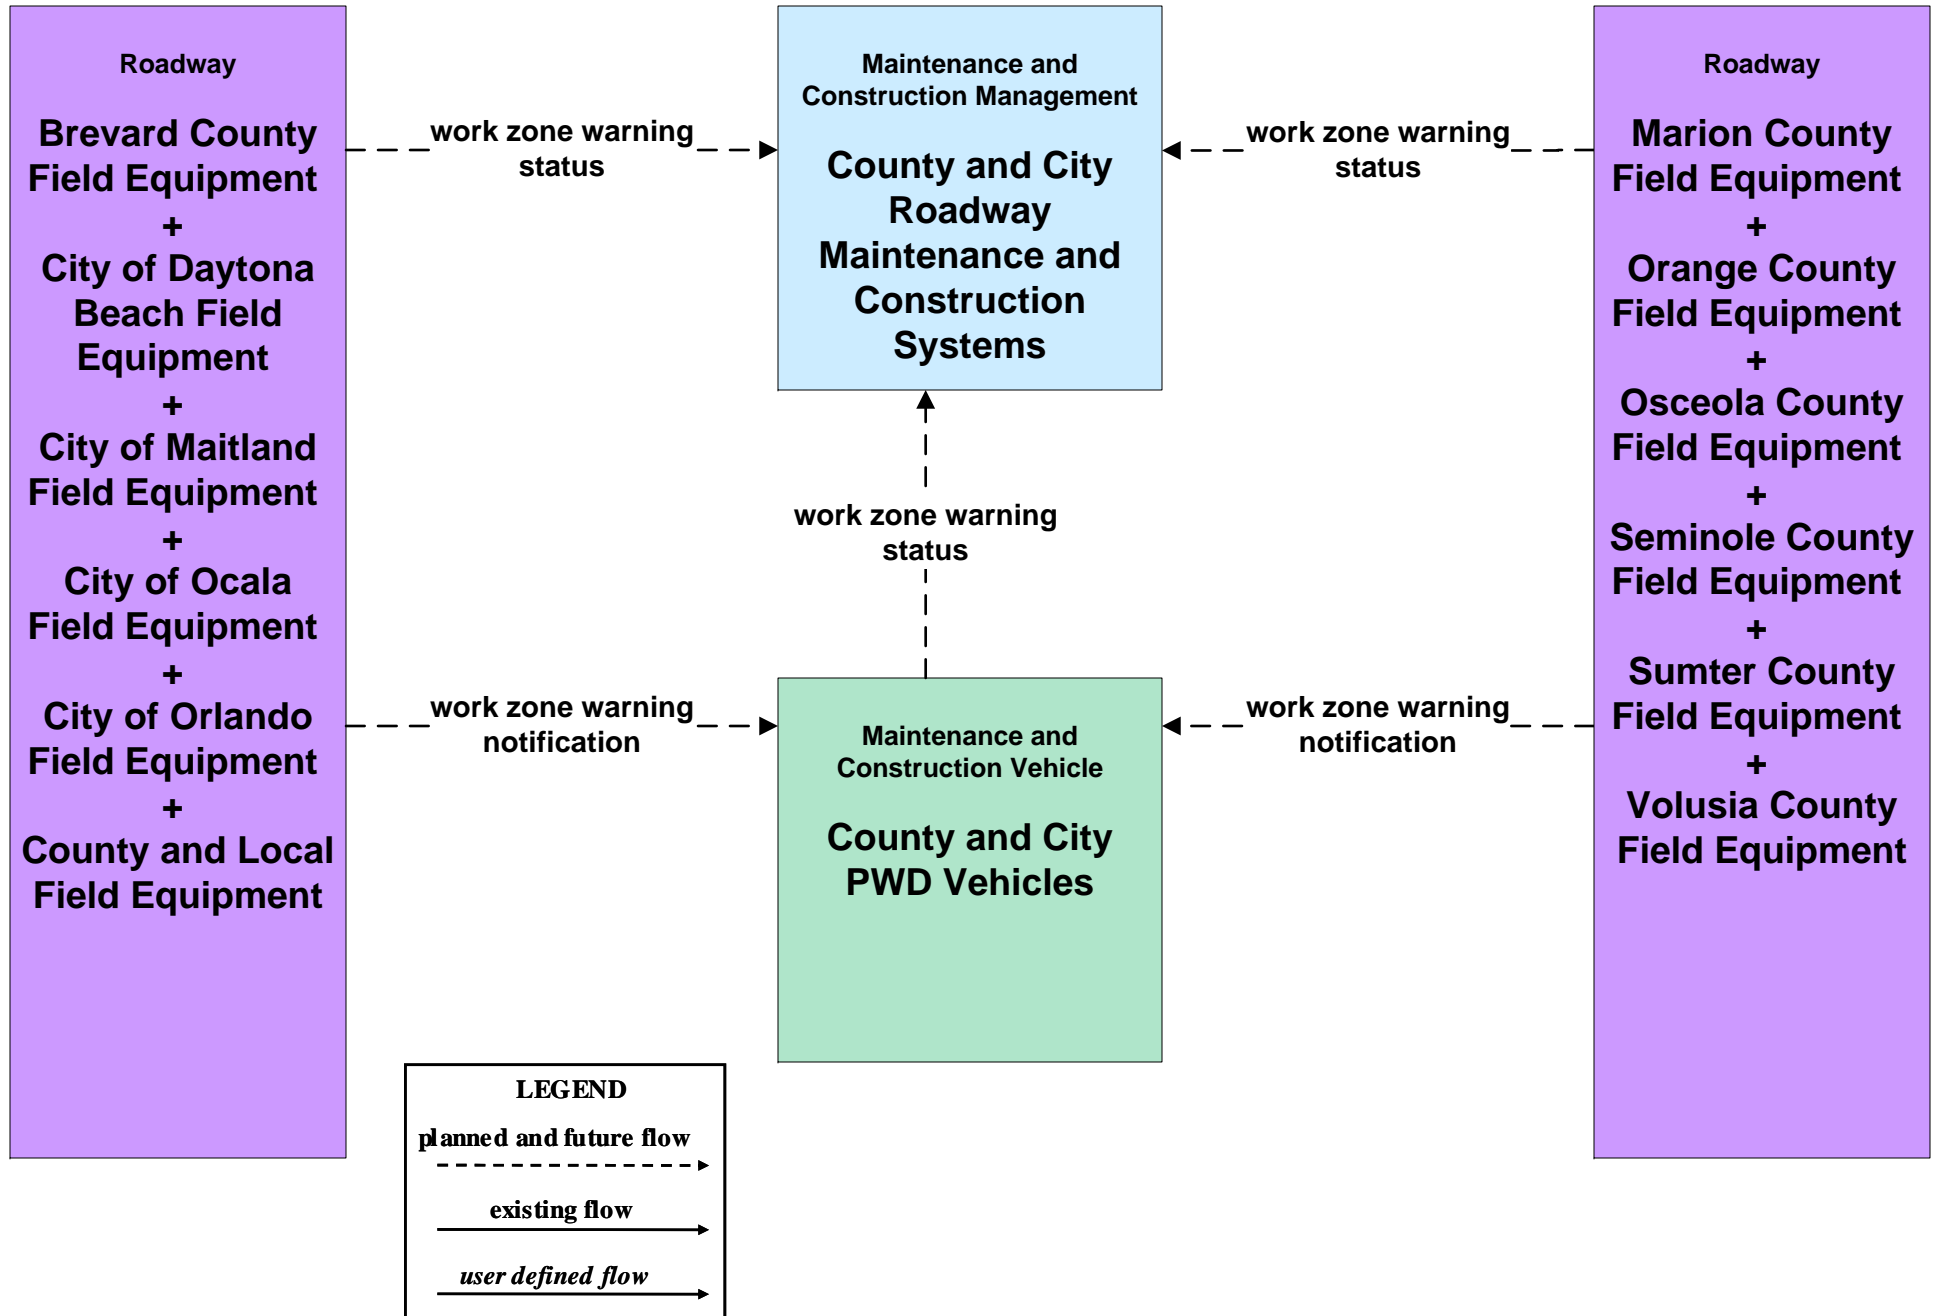 Roadway
Brevard County
Field Equipment
+
City of Daytona
Beach Field
Equipment
+
City of Maitland
Field Equipment
+
City of Ocala
Field Equipment
+
City of Orlando
Field Equipment
+
County and Local
Field Equipment
work zone warning
status
work zone warning
notification
Maintenance and
Construction Management
County and City
Roadway
Maintenance and
Construction
Systems
work zone warning
status
Maintenance and
Construction Vehicle
County and City
PWD Vehicles
work zone warning
status
work zone warning
notification
Roadway
Marion County
Field Equipment
+
Orange County
Field Equipment
+
Osceola County
Field Equipment
+
Seminole County
Field Equipment
+
Sumter County
Field Equipment
+
Volusia County
Field Equipment
LEGEND
planned and future flow
existing flow
user defined flow